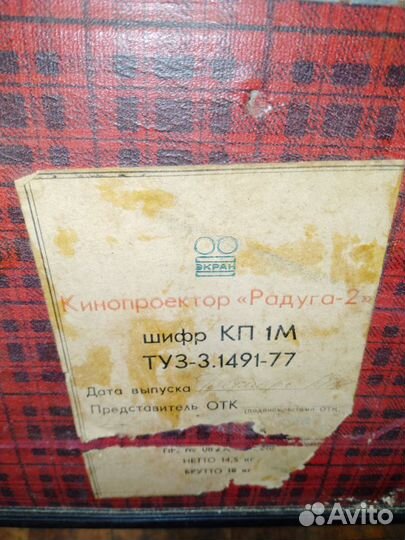 ЭКРАН
Кинопроектор «Радуга-2»
шифр КП 1М
ТУ3-3.1491-77
Дата выпуска
Представитель ОТК
НЕТТО 14,5 кг
БРУТТО 18 кг
Avito